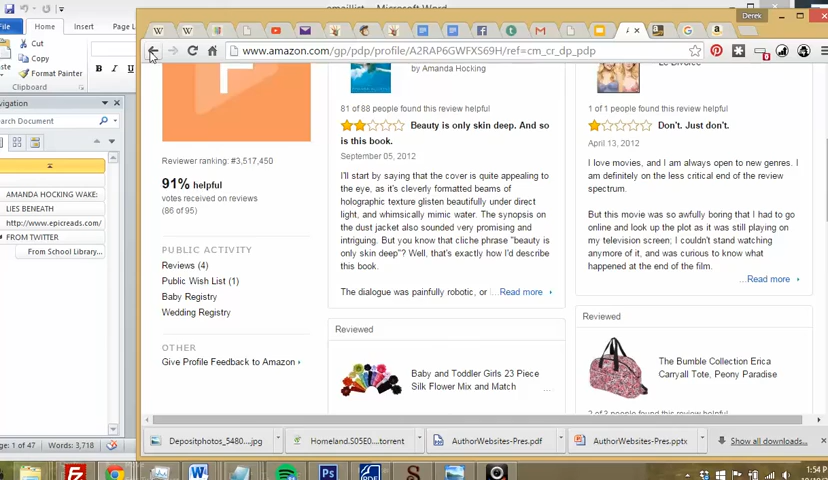 emaillist - Microsoft Word
Derek
File
Home
Insert
Page L
Cut
Copy
Format Painter
B
www.amazon.com/gp/pdp/profile/A2RAP6GWFXS69H/ref=cm_cr_dp_pdp
vigation
earch Document
AMANDA HOCKING WAKE:
LIES BENEATH
http://www.epicreads.com/
FROM TWITTER
From School Library...
by Amanda Hocking
Le Divorce
81 of 88 people found this review helpful
Beauty is only skin deep. And so
is this book.
September 05, 2012
I'll start by saying that the cover is quite appealing to
the eye, as it's cleverly formatted beams of
holographic texture glisten beautifully under direct
light, and whimsically mimic water. The synopsis on
the dust jacket also sounded very promising and
intriguing. But you know that cliche phrase "beauty is
only skin deep"? Well, that's exactly how I'd describe
this book.
The dialogue was painfully robotic, or l ...Read more
1 of 1 people found this review helpful
Don't. Just don't.
April 13, 2012
I love movies, and I am always open to new genres. I
am definitely on the less critical end of the review
spectrum.
But this movie was so awfully boring that I had to go
online and look up the plot as it was still playing on
my television screen; I couldn't stand watching
anymore of it, and was curious to know what
happened at the end of the film.
...Read more
Reviewer ranking: #3,517,450
91% helpful
votes received on reviews
(86 of 95)
PUBLIC ACTIVITY
Reviews (4)
Public Wish List (1)
Baby Registry
Wedding Registry
OTHER
Give Profile Feedback to Amazon
Reviewed
Baby and Toddler Girls 23 Piece
Silk Flower Mix and Match
...
Reviewed
The Bumble Collection Erica
Carryall Tote, Peony Paradise
2 of 3 people found this review helpful
Depositphotos_5480....jpg
Homeland.S05E0....torrent
AuthorWebsites-Pres.pdf
AuthorWebsites-Pres.pptx
Show all downloads...
age: 1 of 47
Words: 3,718
1:54 P